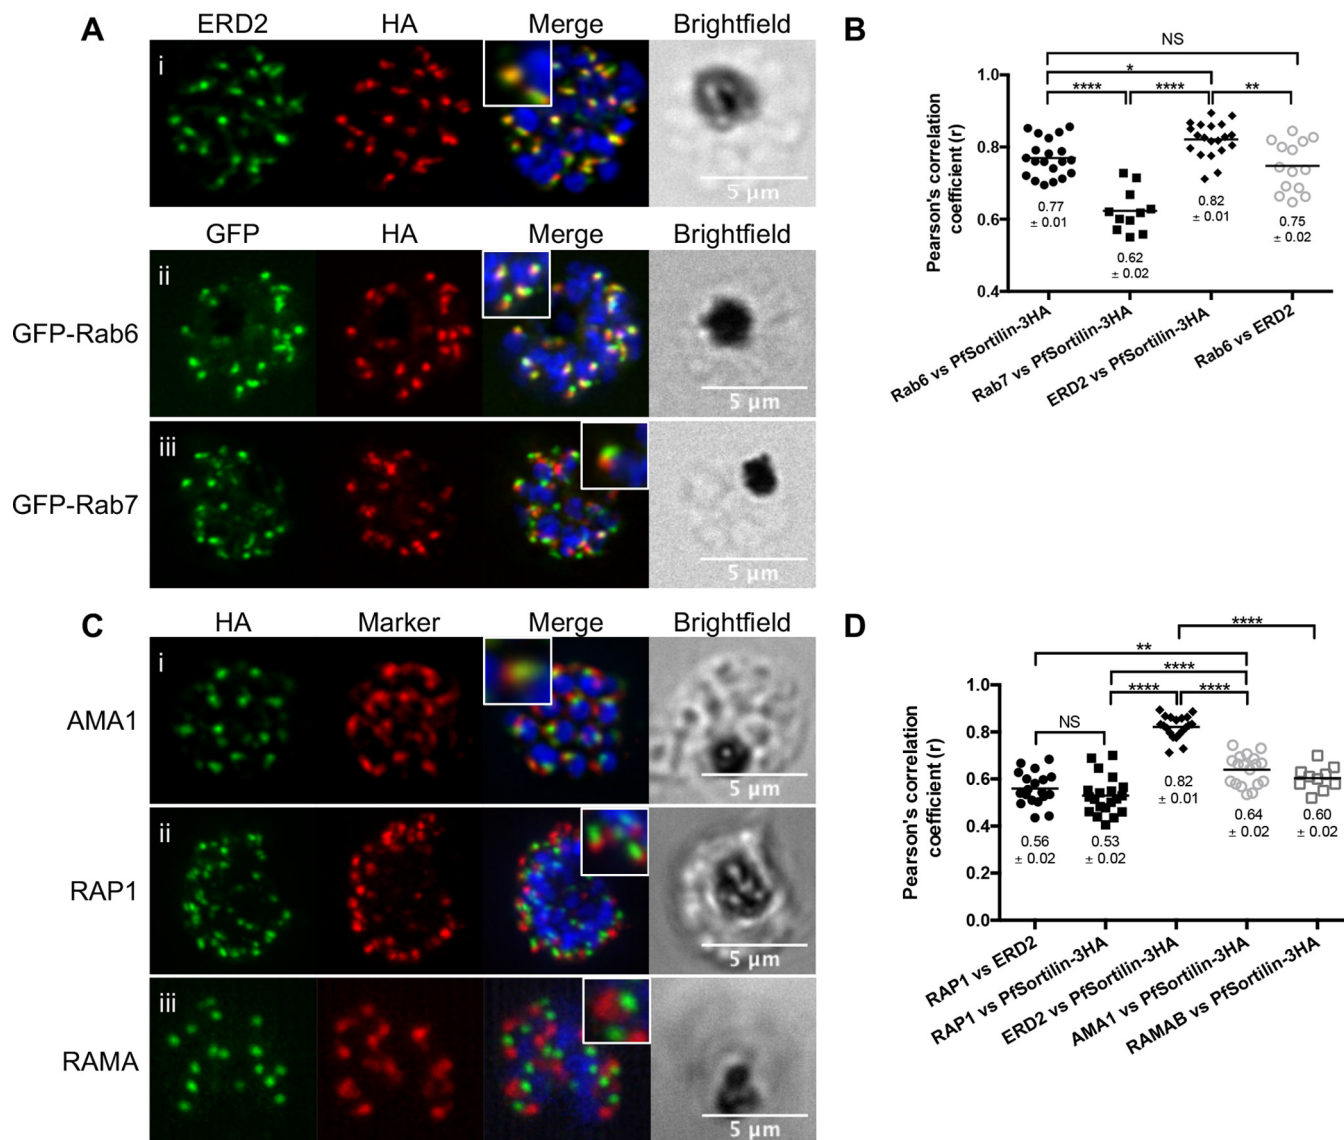 A
ERD2 HA Merge Brightfield
i
5 µm
GFP HA Merge Brightfield
ii
GFP-Rab6
5 µm
iii
GFP-Rab7
5 µm
B
NS
*
**** **** **
1.0
0.8
0.6
0.4
Pearson's correlation
coefficient (r)
0.77
± 0.01
0.62
± 0.02
0.82
± 0.01
0.75
± 0.02
Rab6 vs PfSortilin-3HA
Rab7 vs PfSortilin-3HA
ERD2 vs PfSortilin-3HA
Rab6 vs ERD2
C
HA Marker Merge Brightfield
i
AMA1
5 µm
ii
RAP1
5 µm
iii
RAMA
5 µm
D
****
**
****
**** ****
NS
1.0
0.8
0.6
0.4
0.2
0.0
Pearson's correlation
coefficient (r)
0.56
± 0.02
0.53
± 0.02
0.82
± 0.01
0.64
± 0.02
0.60
± 0.02
RAP1 vs ERD2
RAP1 vs PfSortilin-3HA
ERD2 vs PfSortilin-3HA
AMA1 vs PfSortilin-3HA
RAMAB vs PfSortilin-3HA